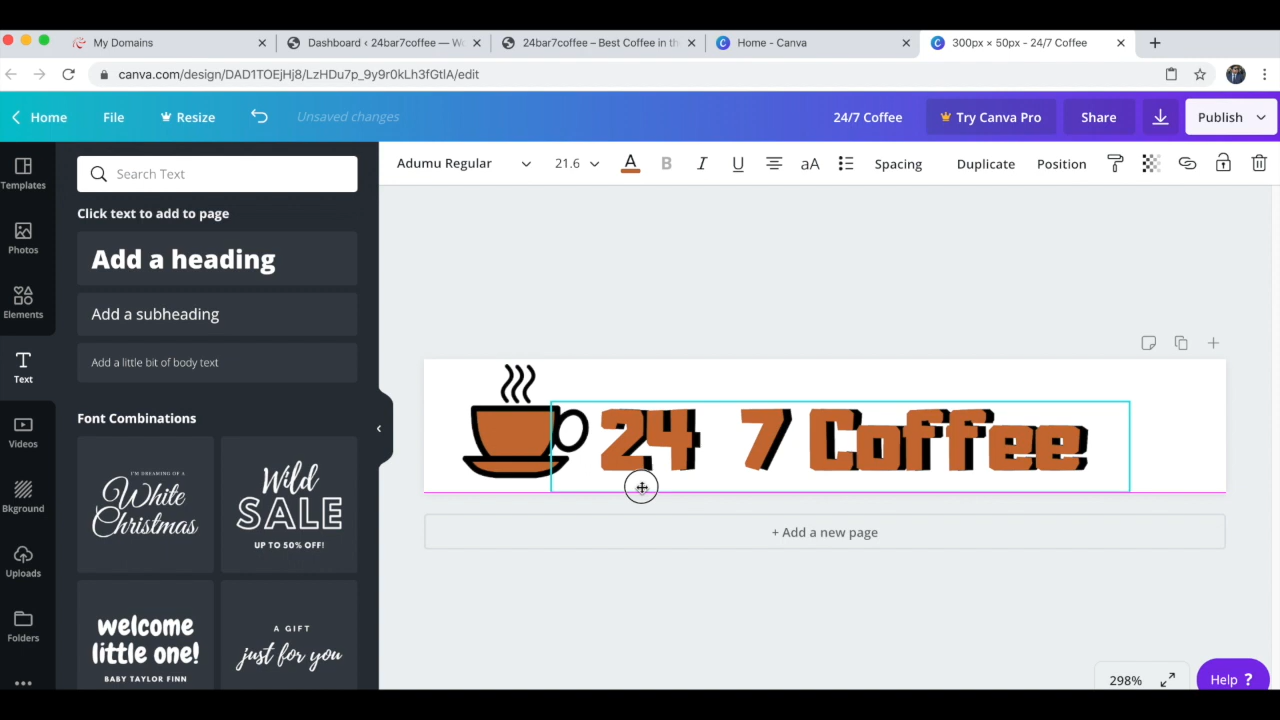 My Domains
Dashboard ‹ 24bar7coffee — W
24bar7coffee – Best Coffee in th
Home - Canva
300px × 50px - 24/7 Coffee
canva.com/design/DAD1TOEjHj8/LzHDu7p_9y9r0kLh3fGtlA/edit
Home
File
Resize
Unsaved changes
24/7 Coffee
Try Canva Pro
Share
Publish
Adumu Regular
21.6
A
B
I
U
aA
Spacing
Duplicate
Position
Templates
Photos
Elements
Text
Videos
Bkground
Uploads
Folders
Search Text
Click text to add to page
Add a heading
Add a subheading
Add a little bit of body text
Font Combinations
I'M DREAMING OF A
White
Christmas
Wild
SALE
UP TO 50% OFF!
welcome
little one!
BABY TAYLOR FINN
A GIFT
just for you
24 7 Coffee
+ Add a new page
298%
Help ?